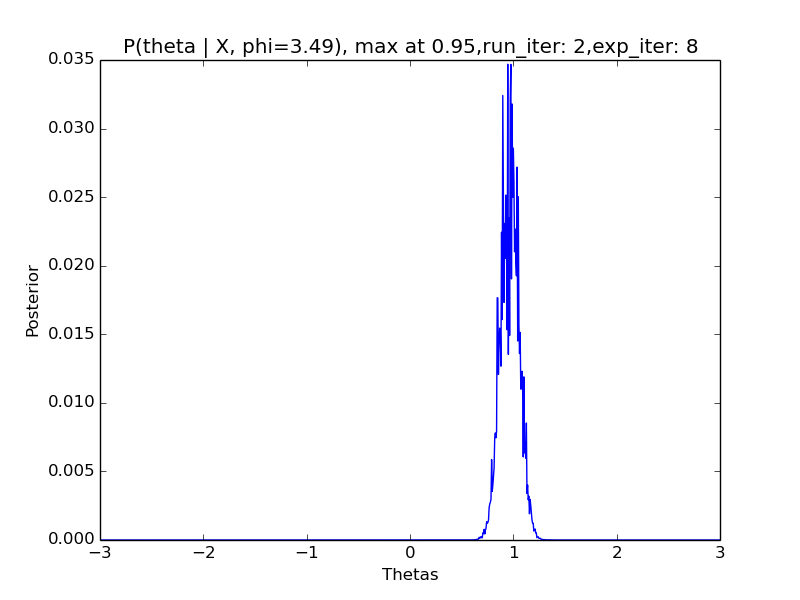 P(theta | X, phi=3.49), max at 0.95,run_iter: 2,exp_iter: 8
0.035
0.030
0.025
0.020
0.015
0.010
0.005
0.000
Posterior
−3 −2 −1 0 1 2 3
Thetas